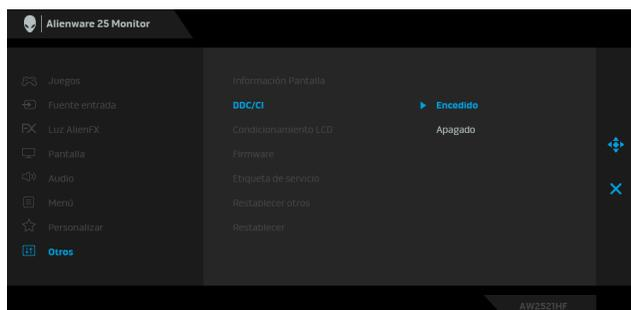 Alienware 25 Monitor
Juegos
Fuente entrada
Luz AlienFX
Pantalla
Audio
Menú
Personalizar
Otros
Información Pantalla
DDC/CI
Condicionamiento LCD
Firmware
Etiqueta de servicio
Restablecer otros
Restablecer
Encedido
Apagado
AW2521HF